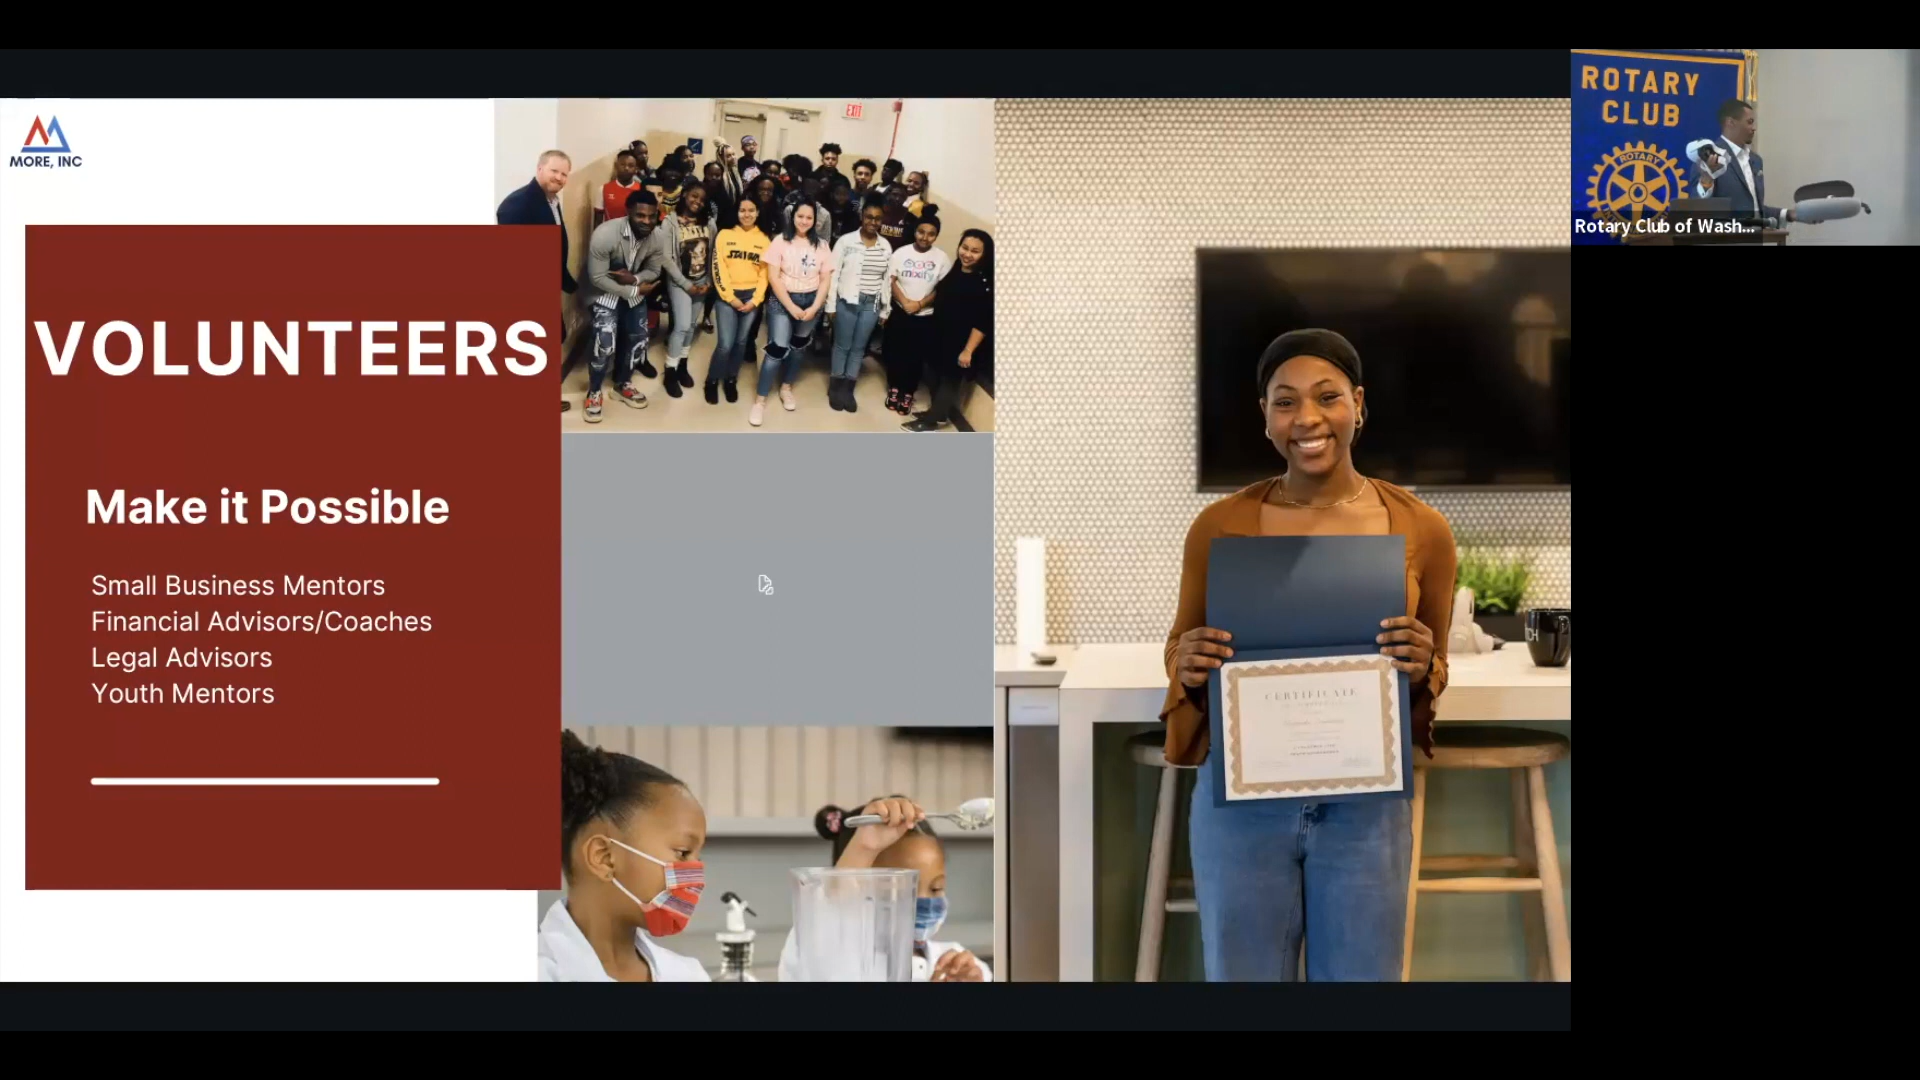 MORE, INC
VOLUNTEERS
Make it Possible
Small Business Mentors
Financial Advisors/Coaches
Legal Advisors
Youth Mentors
EXIT
CERTIFICATE
ROTARY
CLUB
ROTARY
Rotary Club of Wash...